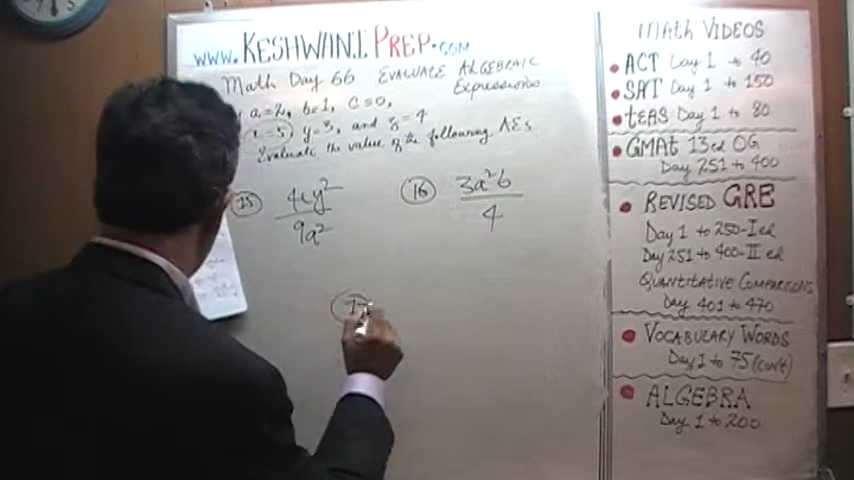 www.KESHWANI PREP.COM
Math Day 66 EVALUATE ALGEBRAIC
Expressions
a=2, b=1, c=0,
x=5, y=3, and z=4
Evaluate the value of the following AEs
15 4cy²
9a²
16 3a²b
4
17
MATH VIDEOS
ACT Day 1 to 40
SAT Day 1 to 150
tEAS Day 1 to 80
GMAt 13ed OG
Day 251 to 400
REVISED GRE
Day 1 to 250-I ed
Day 251 to 400-II ed
QUANTITATIVE COMPARISONS
Day 401 to 470
VOCABULARY WORDS
Day 1 to 75 (con't)
ALGEBRA
Day 1 to 200